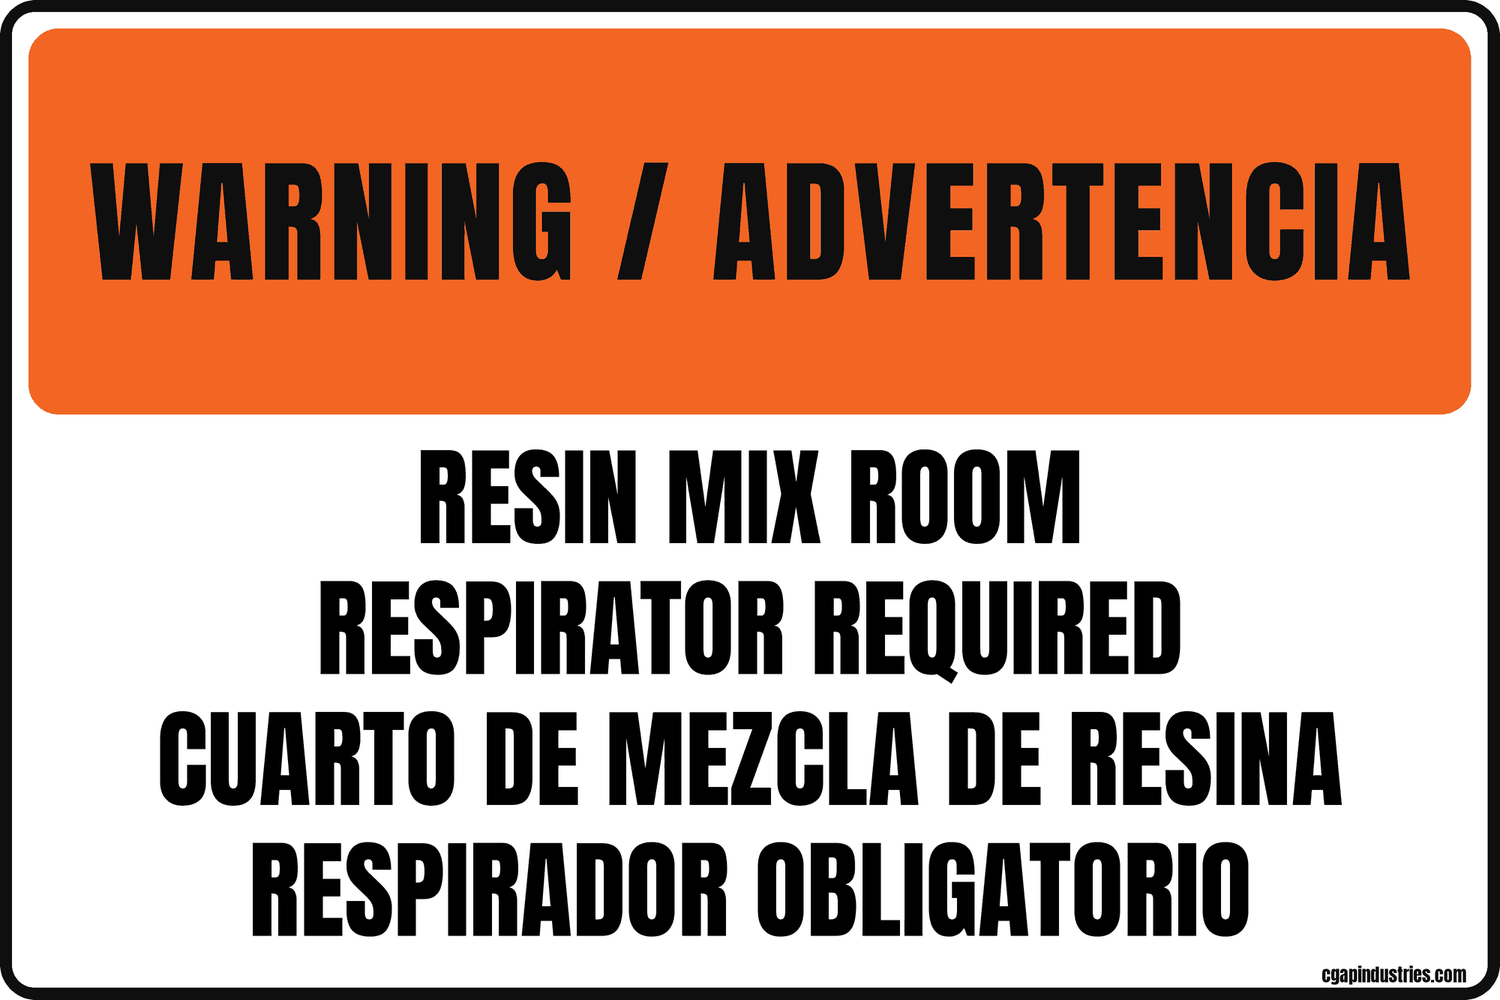 WARNING / ADVERTENCIA
RESIN MIX ROOM
RESPIRATOR REQUIRED
CUARTO DE MEZCLA DE RESINA
RESPIRADOR OBLIGATORIO
cgapindustries.com